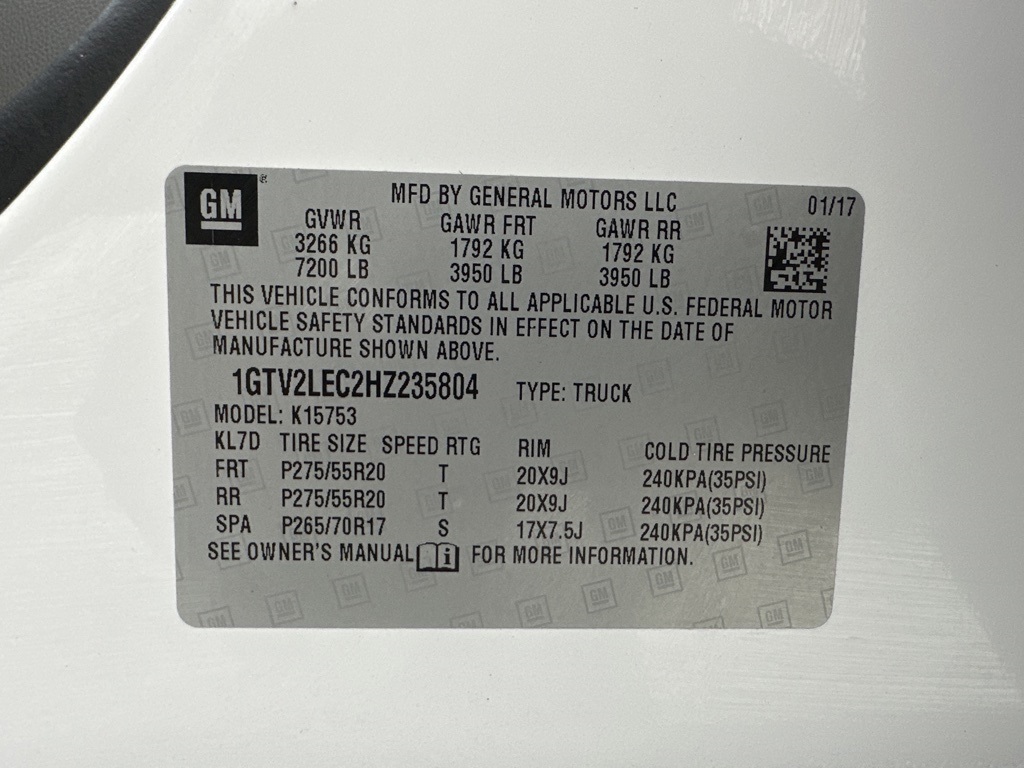 GM®
MFD BY GENERAL MOTORS LLC 01/17
GVWR GAWR FRT GAWR RR
3266 KG 1792 KG 1792 KG
7200 LB 3950 LB 3950 LB
THIS VEHICLE CONFORMS TO ALL APPLICABLE U.S. FEDERAL MOTOR
VEHICLE SAFETY STANDARDS IN EFFECT ON THE DATE OF
MANUFACTURE SHOWN ABOVE.
1GTV2LEC2HZ235804 TYPE: TRUCK
MODEL: K15753
KL7D TIRE SIZE SPEED RTG RIM COLD TIRE PRESSURE
FRT P275/55R20 T 20X9J 240KPA(35PSI)
RR P275/55R20 T 20X9J 240KPA(35PSI)
SPA P265/70R17 S 17X7.5J 240KPA(35PSI)
SEE OWNER'S MANUAL i FOR MORE INFORMATION.